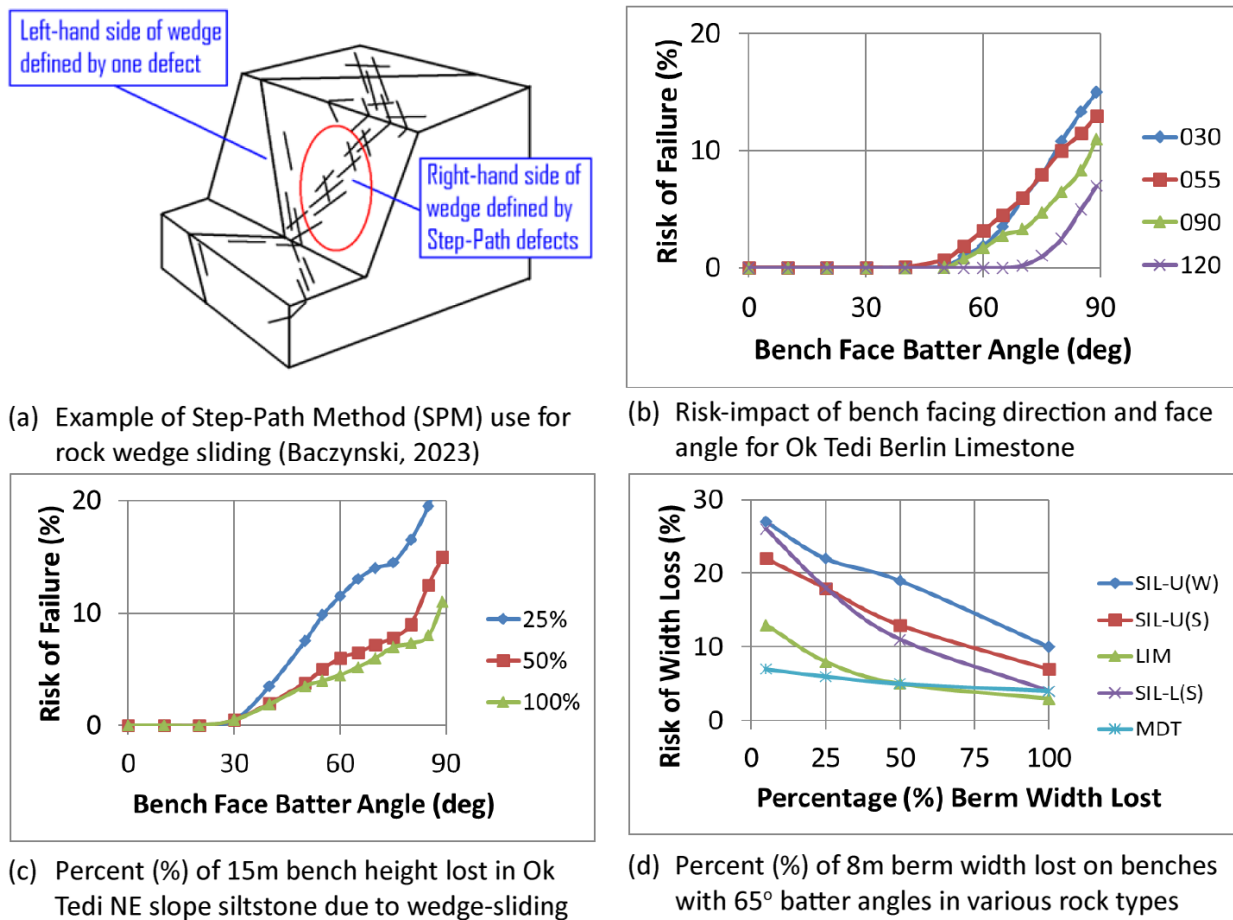 Left-hand side of wedge
defined by one defect
Right-hand side of
wedge defined by
Step-Path defects
(a) Example of Step-Path Method (SPM) use for
rock wedge sliding (Baczynski, 2023)
Risk of Failure (%)
20
10
0
0 30 60 90
Bench Face Batter Angle (deg)
030
055
090
120
(b) Risk-impact of bench facing direction and face
angle for Ok Tedi Berlin Limestone
Risk of Failure (%)
20
10
0
0 30 60 90
Bench Face Batter Angle (deg)
25%
50%
100%
(c) Percent (%) of 15m bench height lost in Ok
Tedi NE slope siltstone due to wedge-sliding
Risk of Width Loss (%)
30
20
10
0
0 25 50 75 100
Percentage (%) Berm Width Lost
SIL-U(W)
SIL-U(S)
LIM
SIL-L(S)
MDT
(d) Percent (%) of 8m berm width lost on benches
with 65° batter angles in various rock types